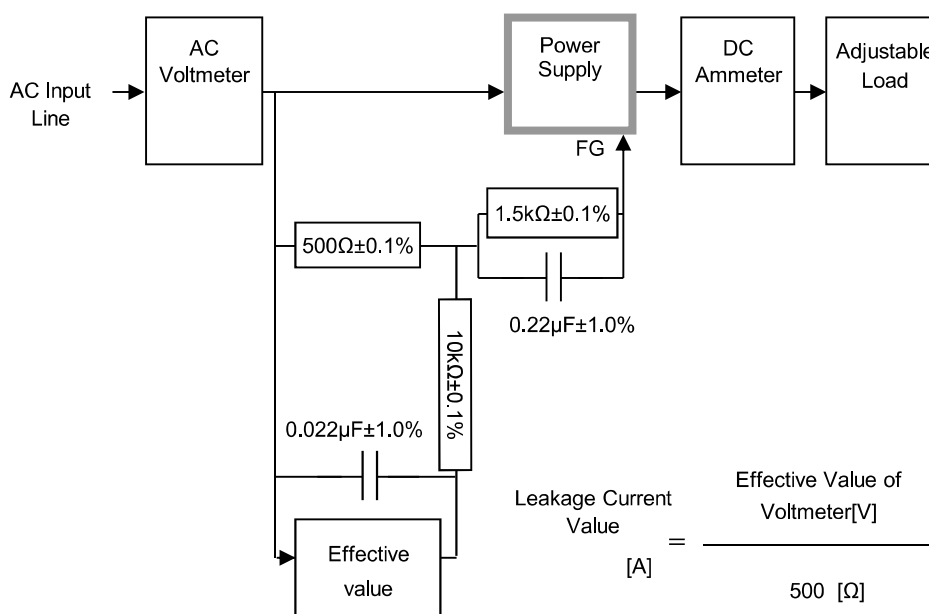 AC
Voltmeter
Power
Supply
DC
Ammeter
Adjustable
Load
AC Input
Line
FG
1.5kΩ±0.1%
500Ω±0.1%
0.22µF±1.0%
10kΩ±0.1%
0.022µF±1.0%
Effective
value
Leakage Current
Value
[A]
=
Effective Value of
Voltmeter[V]
500 [Ω]